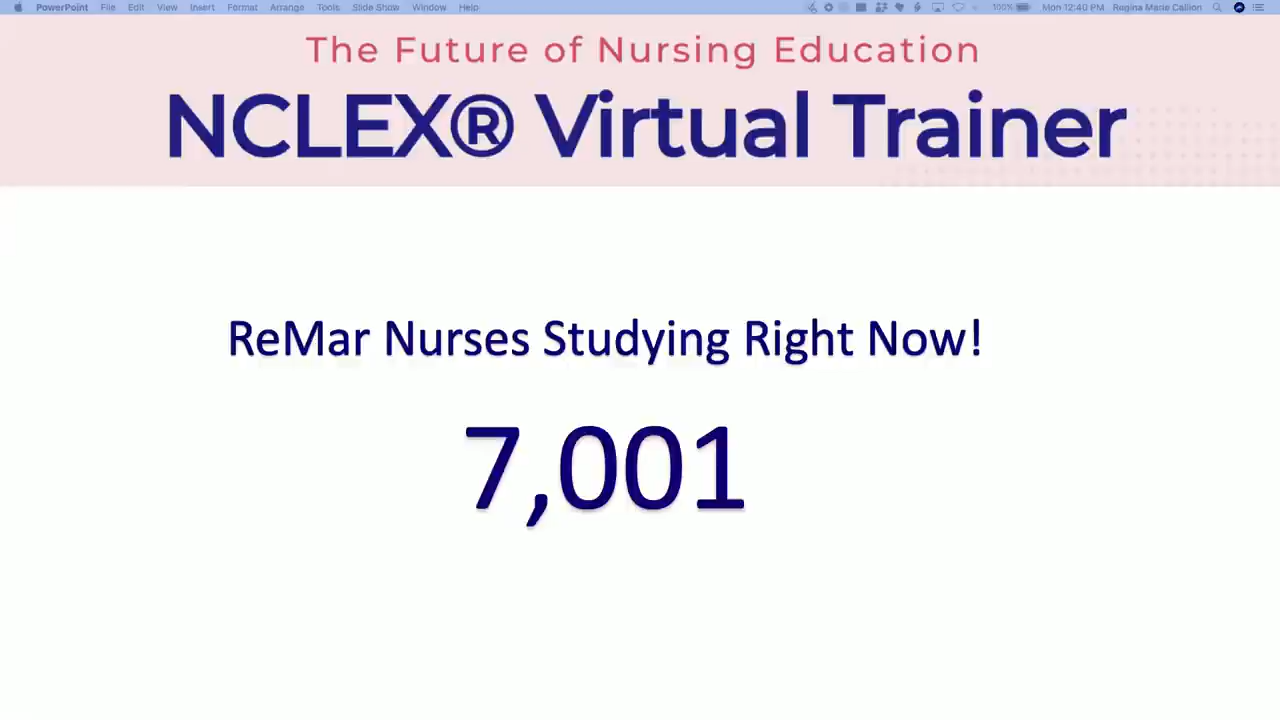 PowerPoint File Edit View Insert Format Arrange Tools Slide Show Window Help 100% Mon 12:40 PM Regina Marie Callion
The Future of Nursing Education
NCLEX® Virtual Trainer
ReMar Nurses Studying Right Now!
7,001